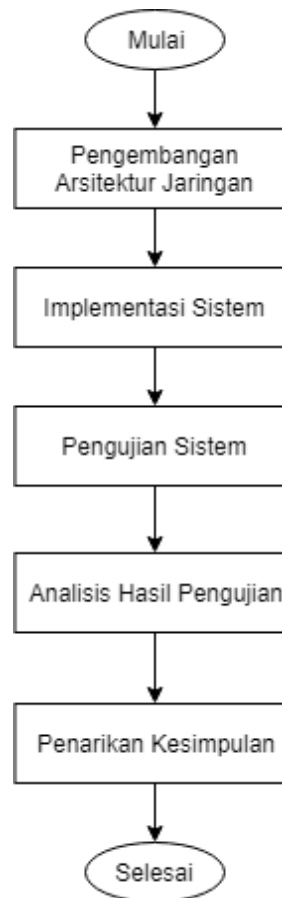 Mulai
Pengembangan
Arsitektur Jaringan
Implementasi Sistem
Pengujian Sistem
Analisis Hasil Pengujian
Penarikan Kesimpulan
Selesai